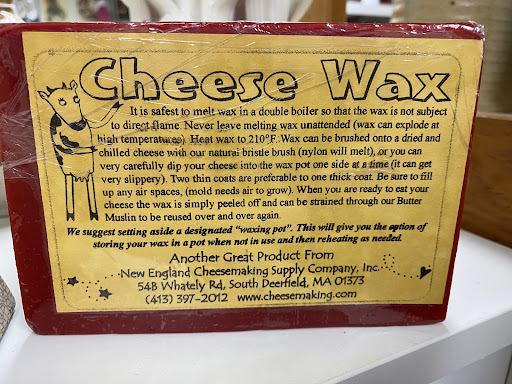 Cheese Wax
It is safest to melt wax in a double boiler so that the wax is not subject
to direct flame. Never leave melting wax unattended (wax can explode at
high temperatures). Heat wax to 210°F. Wax can be brushed onto a dried and
chilled cheese with our natural bristle brush (nylon will melt), or you can
very carefully dip your cheese into the wax pot one side at a time (it can get
very slippery). Two thin coats are preferable to one thick coat. Be sure to fill
up any air spaces, (mold needs air to grow). When you are ready to eat your
cheese the wax is simply peeled off and can be strained through our Butter
Muslin to be reused over and over again.
We suggest setting aside a designated "waxing pot". This will give you the option of
storing your wax in a pot when not in use and then reheating as needed.
Another Great Product From
New England Cheesemaking Supply Company, Inc.
54B Whately Rd, South Deerfield, MA 01373
(413) 397-2012 www.cheesemaking.com